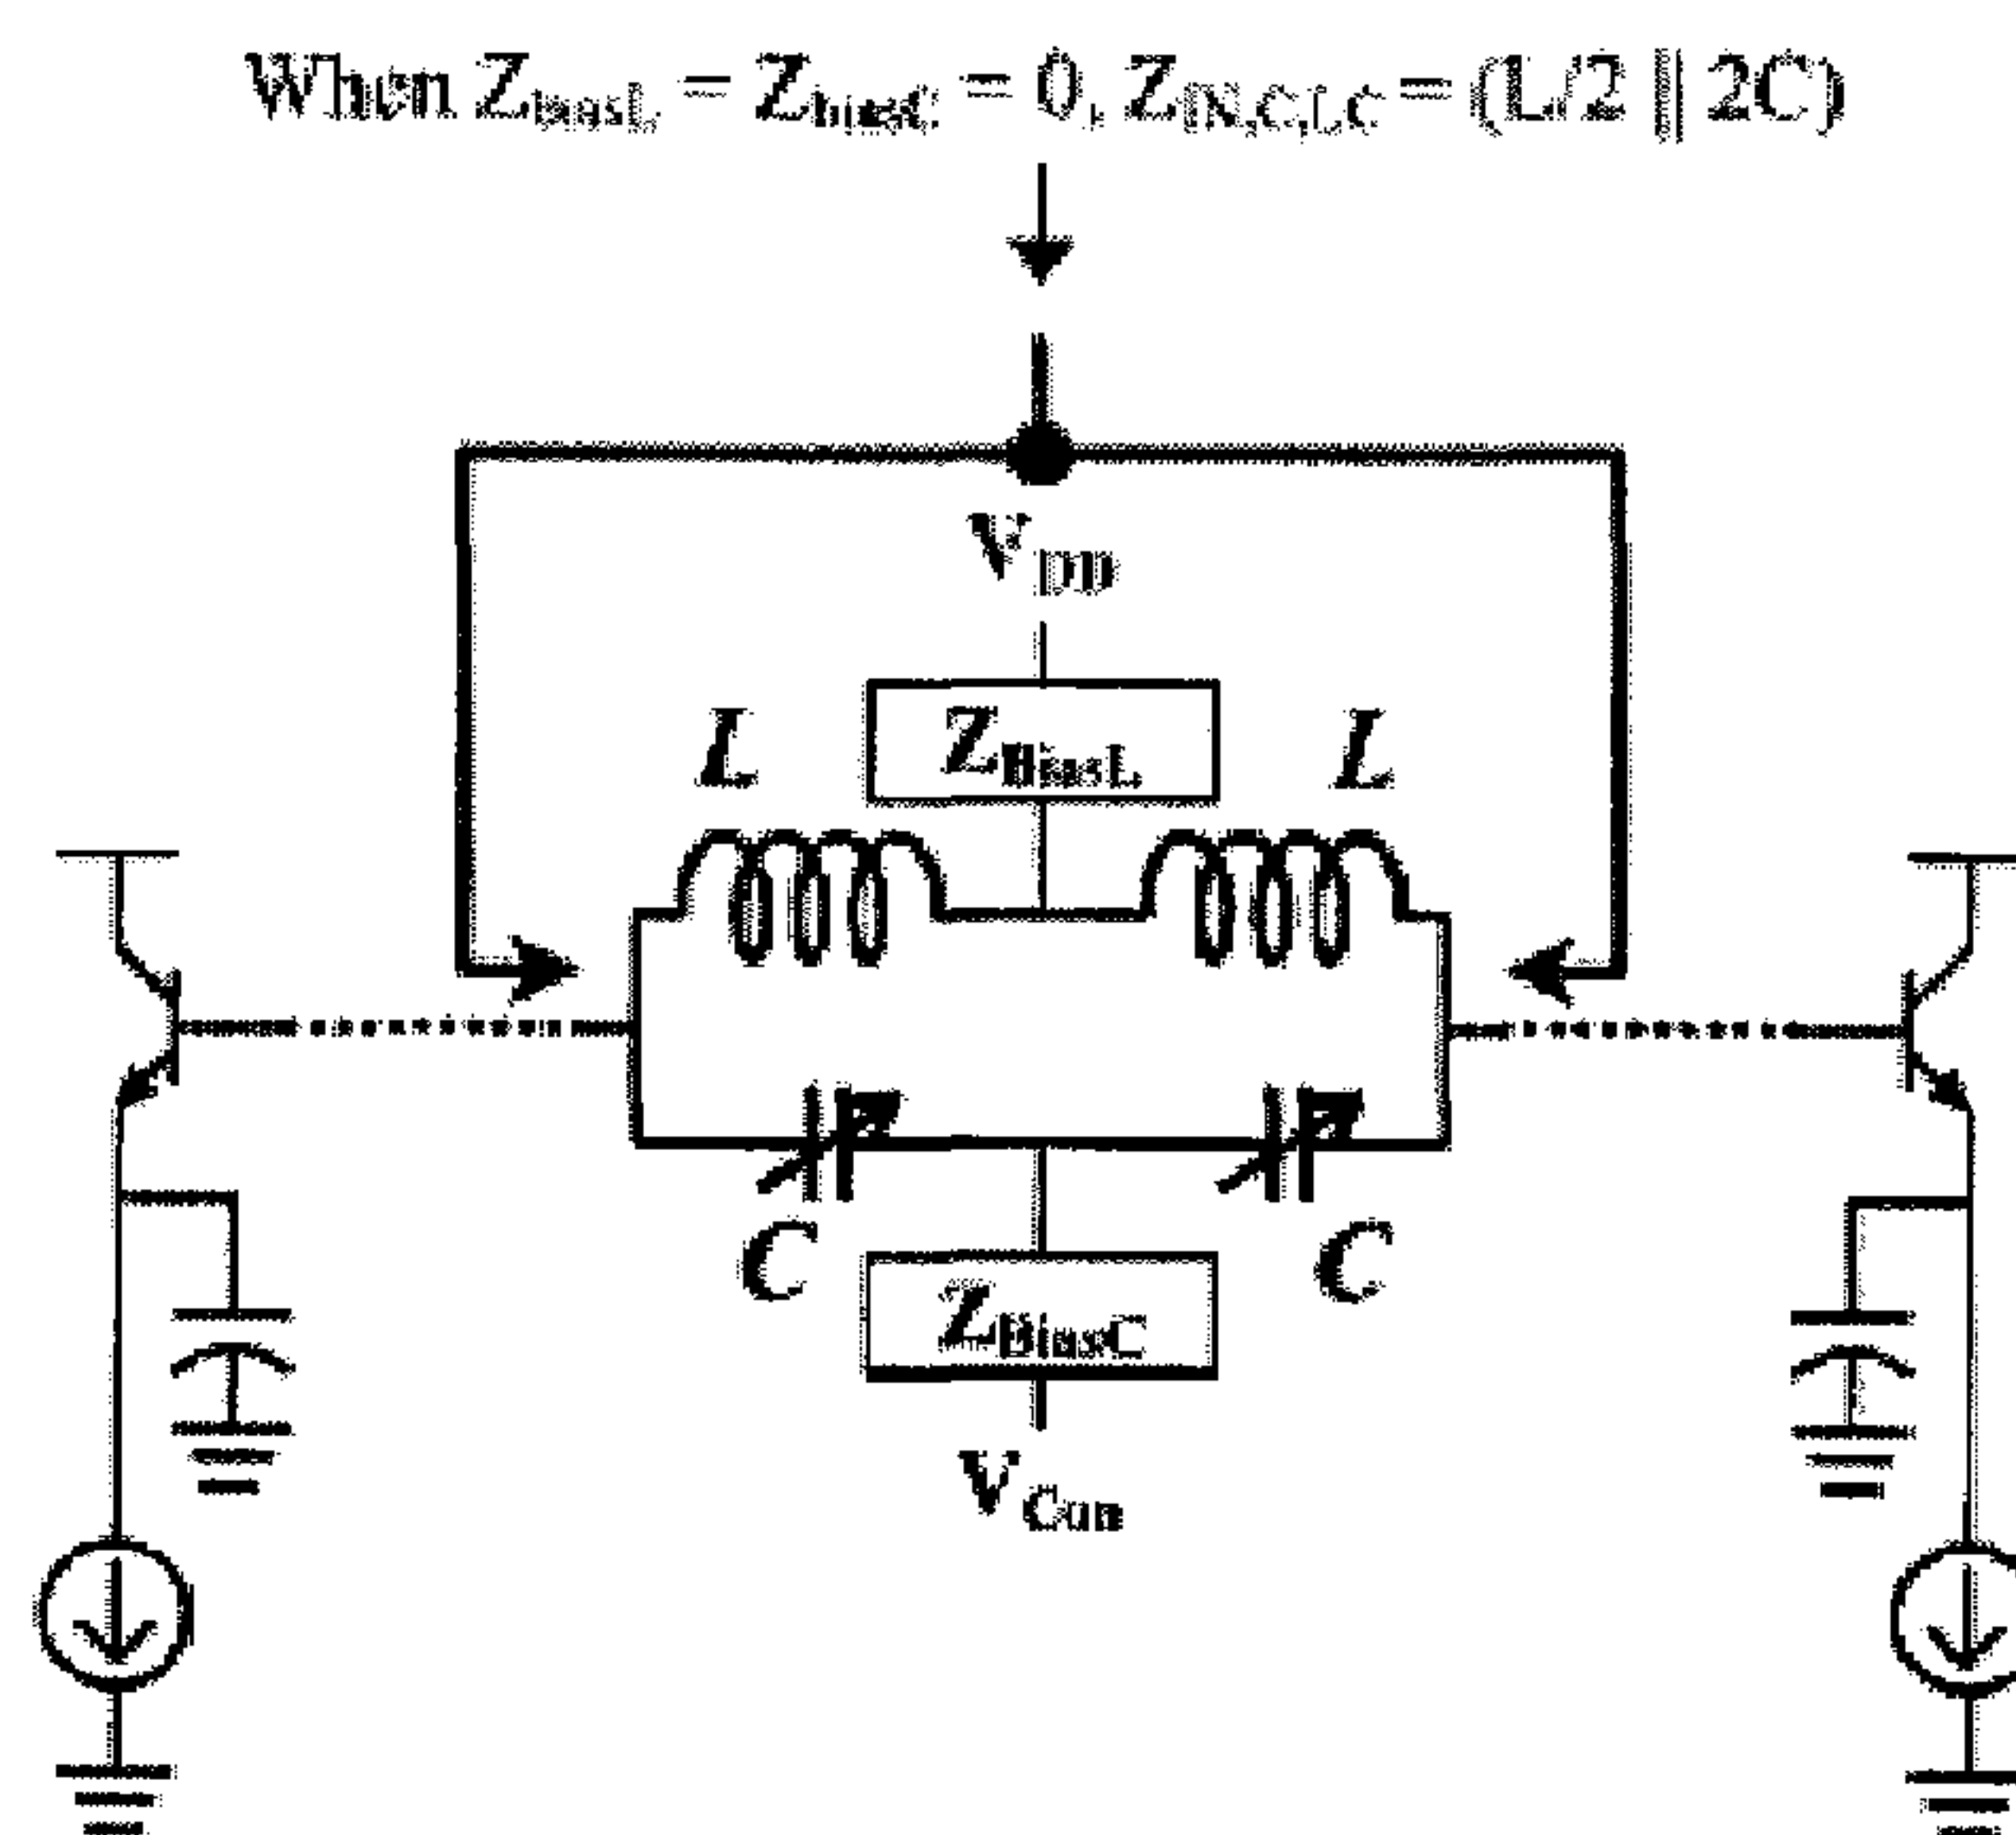 When Z_biasL = Z_biasC = 0, Z_IN,C,LC = (L/2 || 2C)
V_DD
L Z_BiasL L
C C
Z_BiasC
V_Con